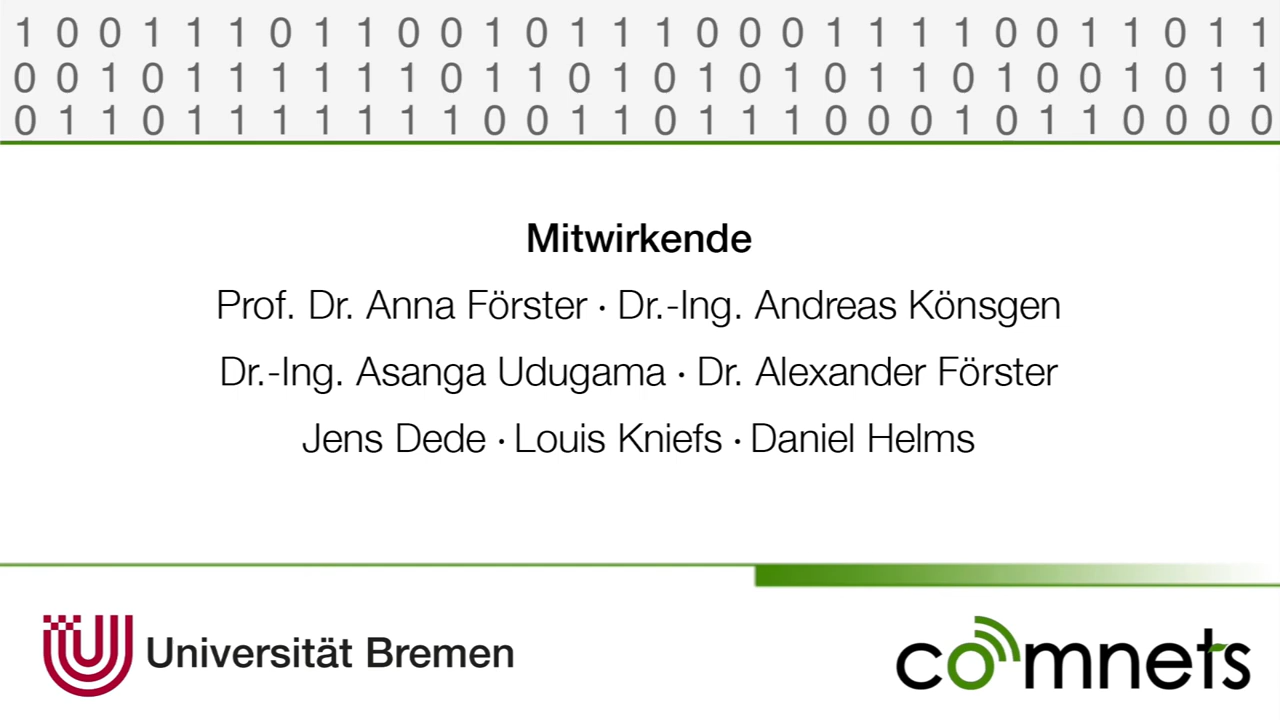 1 0 0 1 1 1 0 1 1 0 0 1 0 1 1 1 0 0 0 1 1 1 1 0 0 1 1 0 1 1
0 0 1 0 1 1 1 1 1 1 0 1 1 0 1 0 1 0 1 0 1 1 0 1 0 0 1 0 1 1
0 1 1 0 1 1 1 1 1 1 1 0 0 1 1 0 1 1 1 0 0 0 1 0 1 1 0 0 0 0
Mitwirkende
Prof. Dr. Anna Förster · Dr.-Ing. Andreas Könsgen
Dr.-Ing. Asanga Udugama · Dr. Alexander Förster
Jens Dede · Louis Kniefs · Daniel Helms
Universität Bremen
comnets